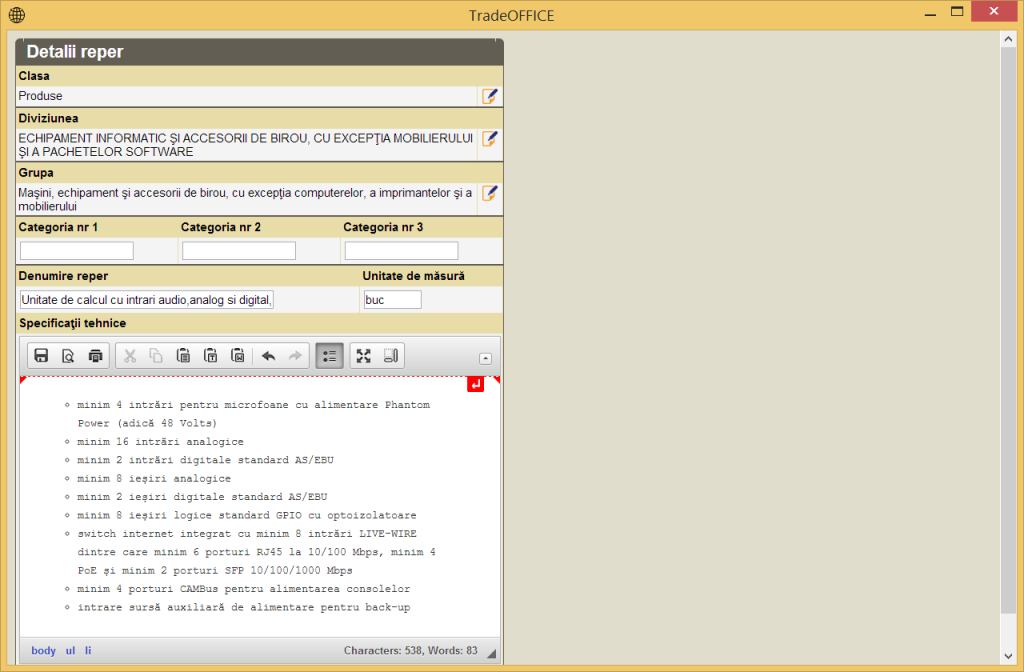 TradeOFFICE
Detalii reper
Clasa
Produse
Diviziunea
ECHIPAMENT INFORMATIC ŞI ACCESORII DE BIROU, CU EXCEPŢIA MOBILIERULUI
ŞI A PACHETELOR SOFTWARE
Grupa
Maşini, echipament şi accesorii de birou, cu excepţia computerelor, a imprimantelor şi a
mobilierului
Categoria nr 1 Categoria nr 2 Categoria nr 3
Denumire reper Unitate de măsură
Unitate de calcul cu intrari audio,analog si digital, buc
Specificaţii tehnice
minim 4 intrări pentru microfoane cu alimentare Phantom
Power (adică 48 Volts)
minim 16 intrări analogice
minim 2 intrări digitale standard AS/EBU
minim 8 ieşiri analogice
minim 2 ieşiri digitale standard AS/EBU
minim 8 ieşiri logice standard GPIO cu optoizolatoare
switch internet integrat cu minim 8 intrări LIVE-WIRE
dintre care minim 6 porturi RJ45 la 10/100 Mbps, minim 4
PoE şi minim 2 porturi SFP 10/100/1000 Mbps
minim 4 porturi CAMBus pentru alimentarea consolelor
intrare sursă auxiliară de alimentare pentru back-up
body ul li Characters: 538, Words: 83